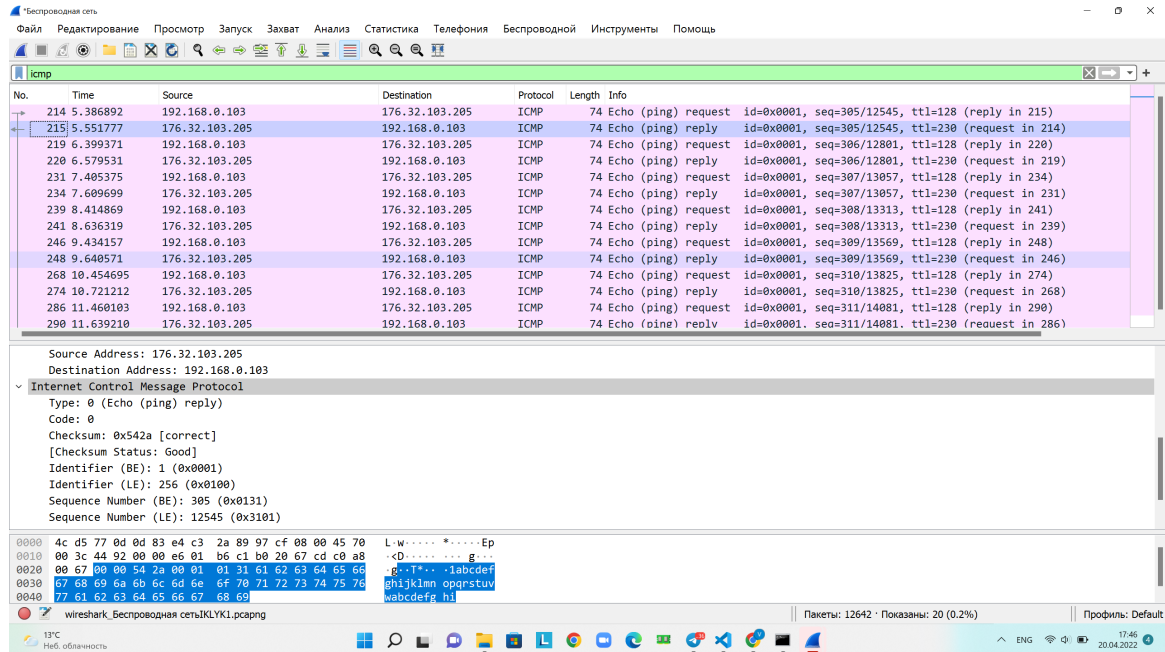 *Беспроводная сеть
Файл Редактирование Просмотр Запуск Захват Анализ Статистика Телефония Беспроводной Инструменты Помощь
icmp
No. Time Source Destination Protocol Length Info
214 5.386892 192.168.0.103 176.32.103.205 ICMP 74 Echo (ping) request id=0x0001, seq=305/12545, ttl=128 (reply in 215)
215 5.551777 176.32.103.205 192.168.0.103 ICMP 74 Echo (ping) reply id=0x0001, seq=305/12545, ttl=230 (request in 214)
219 6.399371 192.168.0.103 176.32.103.205 ICMP 74 Echo (ping) request id=0x0001, seq=306/12801, ttl=128 (reply in 220)
220 6.579531 176.32.103.205 192.168.0.103 ICMP 74 Echo (ping) reply id=0x0001, seq=306/12801, ttl=230 (request in 219)
231 7.405375 192.168.0.103 176.32.103.205 ICMP 74 Echo (ping) request id=0x0001, seq=307/13057, ttl=128 (reply in 234)
234 7.609699 176.32.103.205 192.168.0.103 ICMP 74 Echo (ping) reply id=0x0001, seq=307/13057, ttl=230 (request in 231)
239 8.414869 192.168.0.103 176.32.103.205 ICMP 74 Echo (ping) request id=0x0001, seq=308/13313, ttl=128 (reply in 241)
241 8.636319 176.32.103.205 192.168.0.103 ICMP 74 Echo (ping) reply id=0x0001, seq=308/13313, ttl=230 (request in 239)
246 9.434157 192.168.0.103 176.32.103.205 ICMP 74 Echo (ping) request id=0x0001, seq=309/13569, ttl=128 (reply in 248)
248 9.640571 176.32.103.205 192.168.0.103 ICMP 74 Echo (ping) reply id=0x0001, seq=309/13569, ttl=230 (request in 246)
268 10.454695 192.168.0.103 176.32.103.205 ICMP 74 Echo (ping) request id=0x0001, seq=310/13825, ttl=128 (reply in 274)
274 10.721212 176.32.103.205 192.168.0.103 ICMP 74 Echo (ping) reply id=0x0001, seq=310/13825, ttl=230 (request in 268)
286 11.460103 192.168.0.103 176.32.103.205 ICMP 74 Echo (ping) request id=0x0001, seq=311/14081, ttl=128 (reply in 290)
290 11.639210 176.32.103.205 192.168.0.103 ICMP 74 Echo (ping) reply id=0x0001, seq=311/14081, ttl=230 (request in 286)
Source Address: 176.32.103.205
Destination Address: 192.168.0.103
Internet Control Message Protocol
Type: 0 (Echo (ping) reply)
Code: 0
Checksum: 0x542a [correct]
[Checksum Status: Good]
Identifier (BE): 1 (0x0001)
Identifier (LE): 256 (0x0100)
Sequence Number (BE): 305 (0x0131)
Sequence Number (LE): 12545 (0x3101)
0000 4c d5 77 0d 0d 83 e4 c3 2a 89 97 cf 08 00 45 70 L·w····· *·····Ep
0010 00 3c 44 92 00 00 e6 01 b6 c1 b0 20 67 cd c0 a8 ·<D····· ··· g···
0020 00 67 00 00 54 2a 00 01 01 31 61 62 63 64 65 66 ·g··T*·· ·1abcdef
0030 67 68 69 6a 6b 6c 6d 6e 6f 70 71 72 73 74 75 76 ghijklmn opqrstuv
0040 77 61 62 63 64 65 66 67 68 69 wabcdefg hi
wireshark_Беспроводная сетьIKLYK1.pcapng Пакеты: 12642 · Показаны: 20 (0.2%) Профиль: Default
13°C
Неб. облачность
ENG
17:46
20.04.2022
4